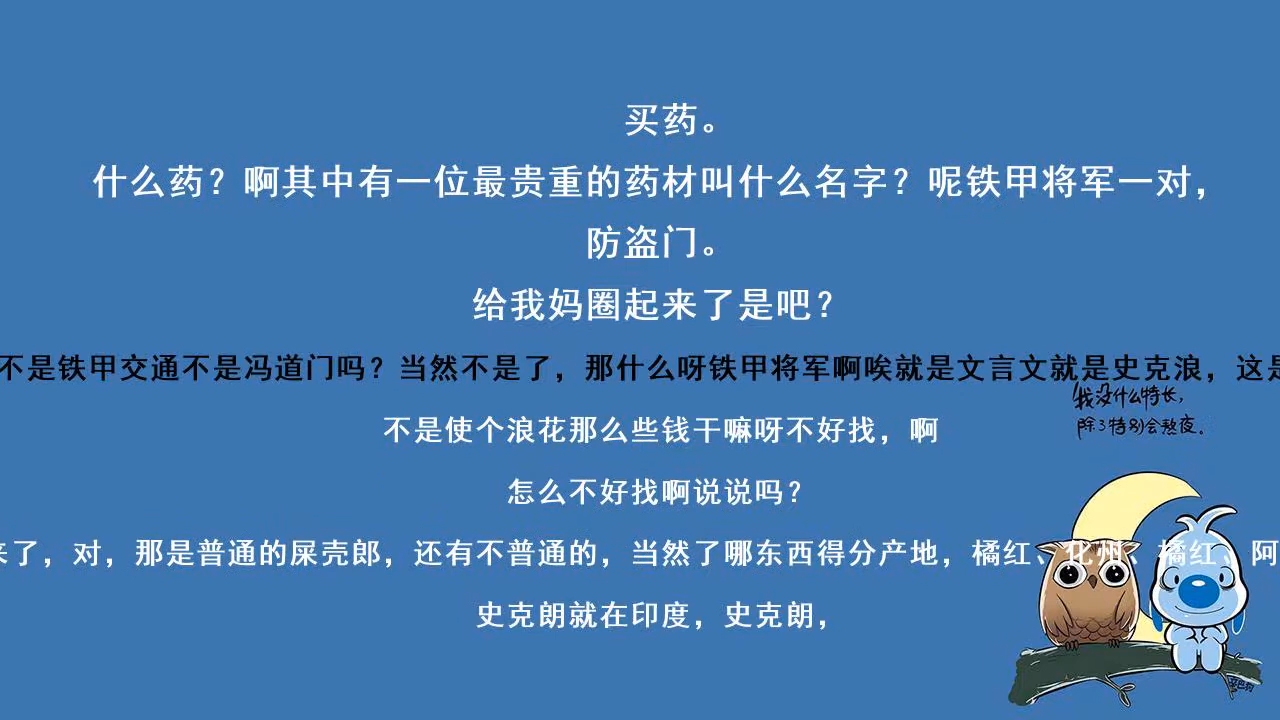 买药。
什么药？啊其中有一位最贵重的药材叫什么名字？呢铁甲将军一对，
防盗门。
给我妈圈起来了是吧？
不是铁甲交通不是冯道门吗？当然不是了，那什么呀铁甲将军啊唉就是文言文就是史克浪，这是
我没什么特长，
除了特别会熬夜。
不是使个浪花那么些钱干嘛呀不好找，啊
怎么不好找啊说说吗？
来了，对，那是普通的屎壳郎，还有不普通的，当然了哪东西得分产地，橘红、化州、橘红、阿
史克朗就在印度，史克朗，